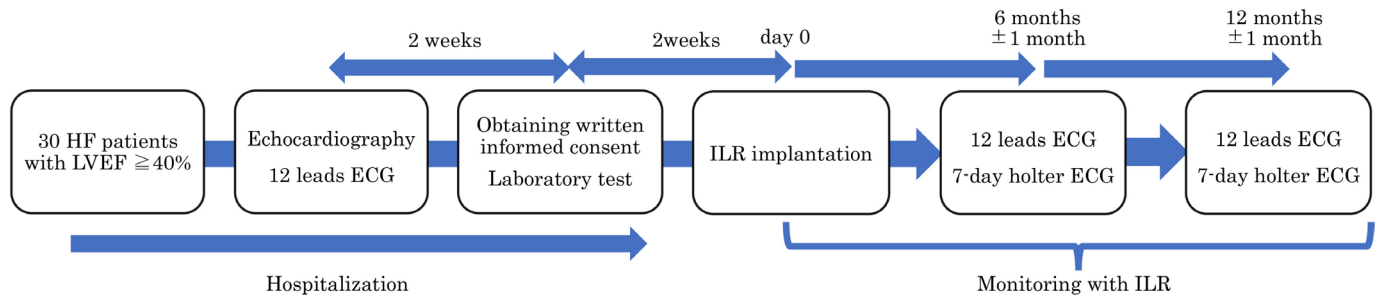 2 weeks
2weeks
day 0
6 months
±1 month
12 months
±1 month
30 HF patients
with LVEF ≧40%
Echocardiography
12 leads ECG
Obtaining written
informed consent
Laboratory test
ILR implantation
12 leads ECG
7-day holter ECG
12 leads ECG
7-day holter ECG
Hospitalization
Monitoring with ILR